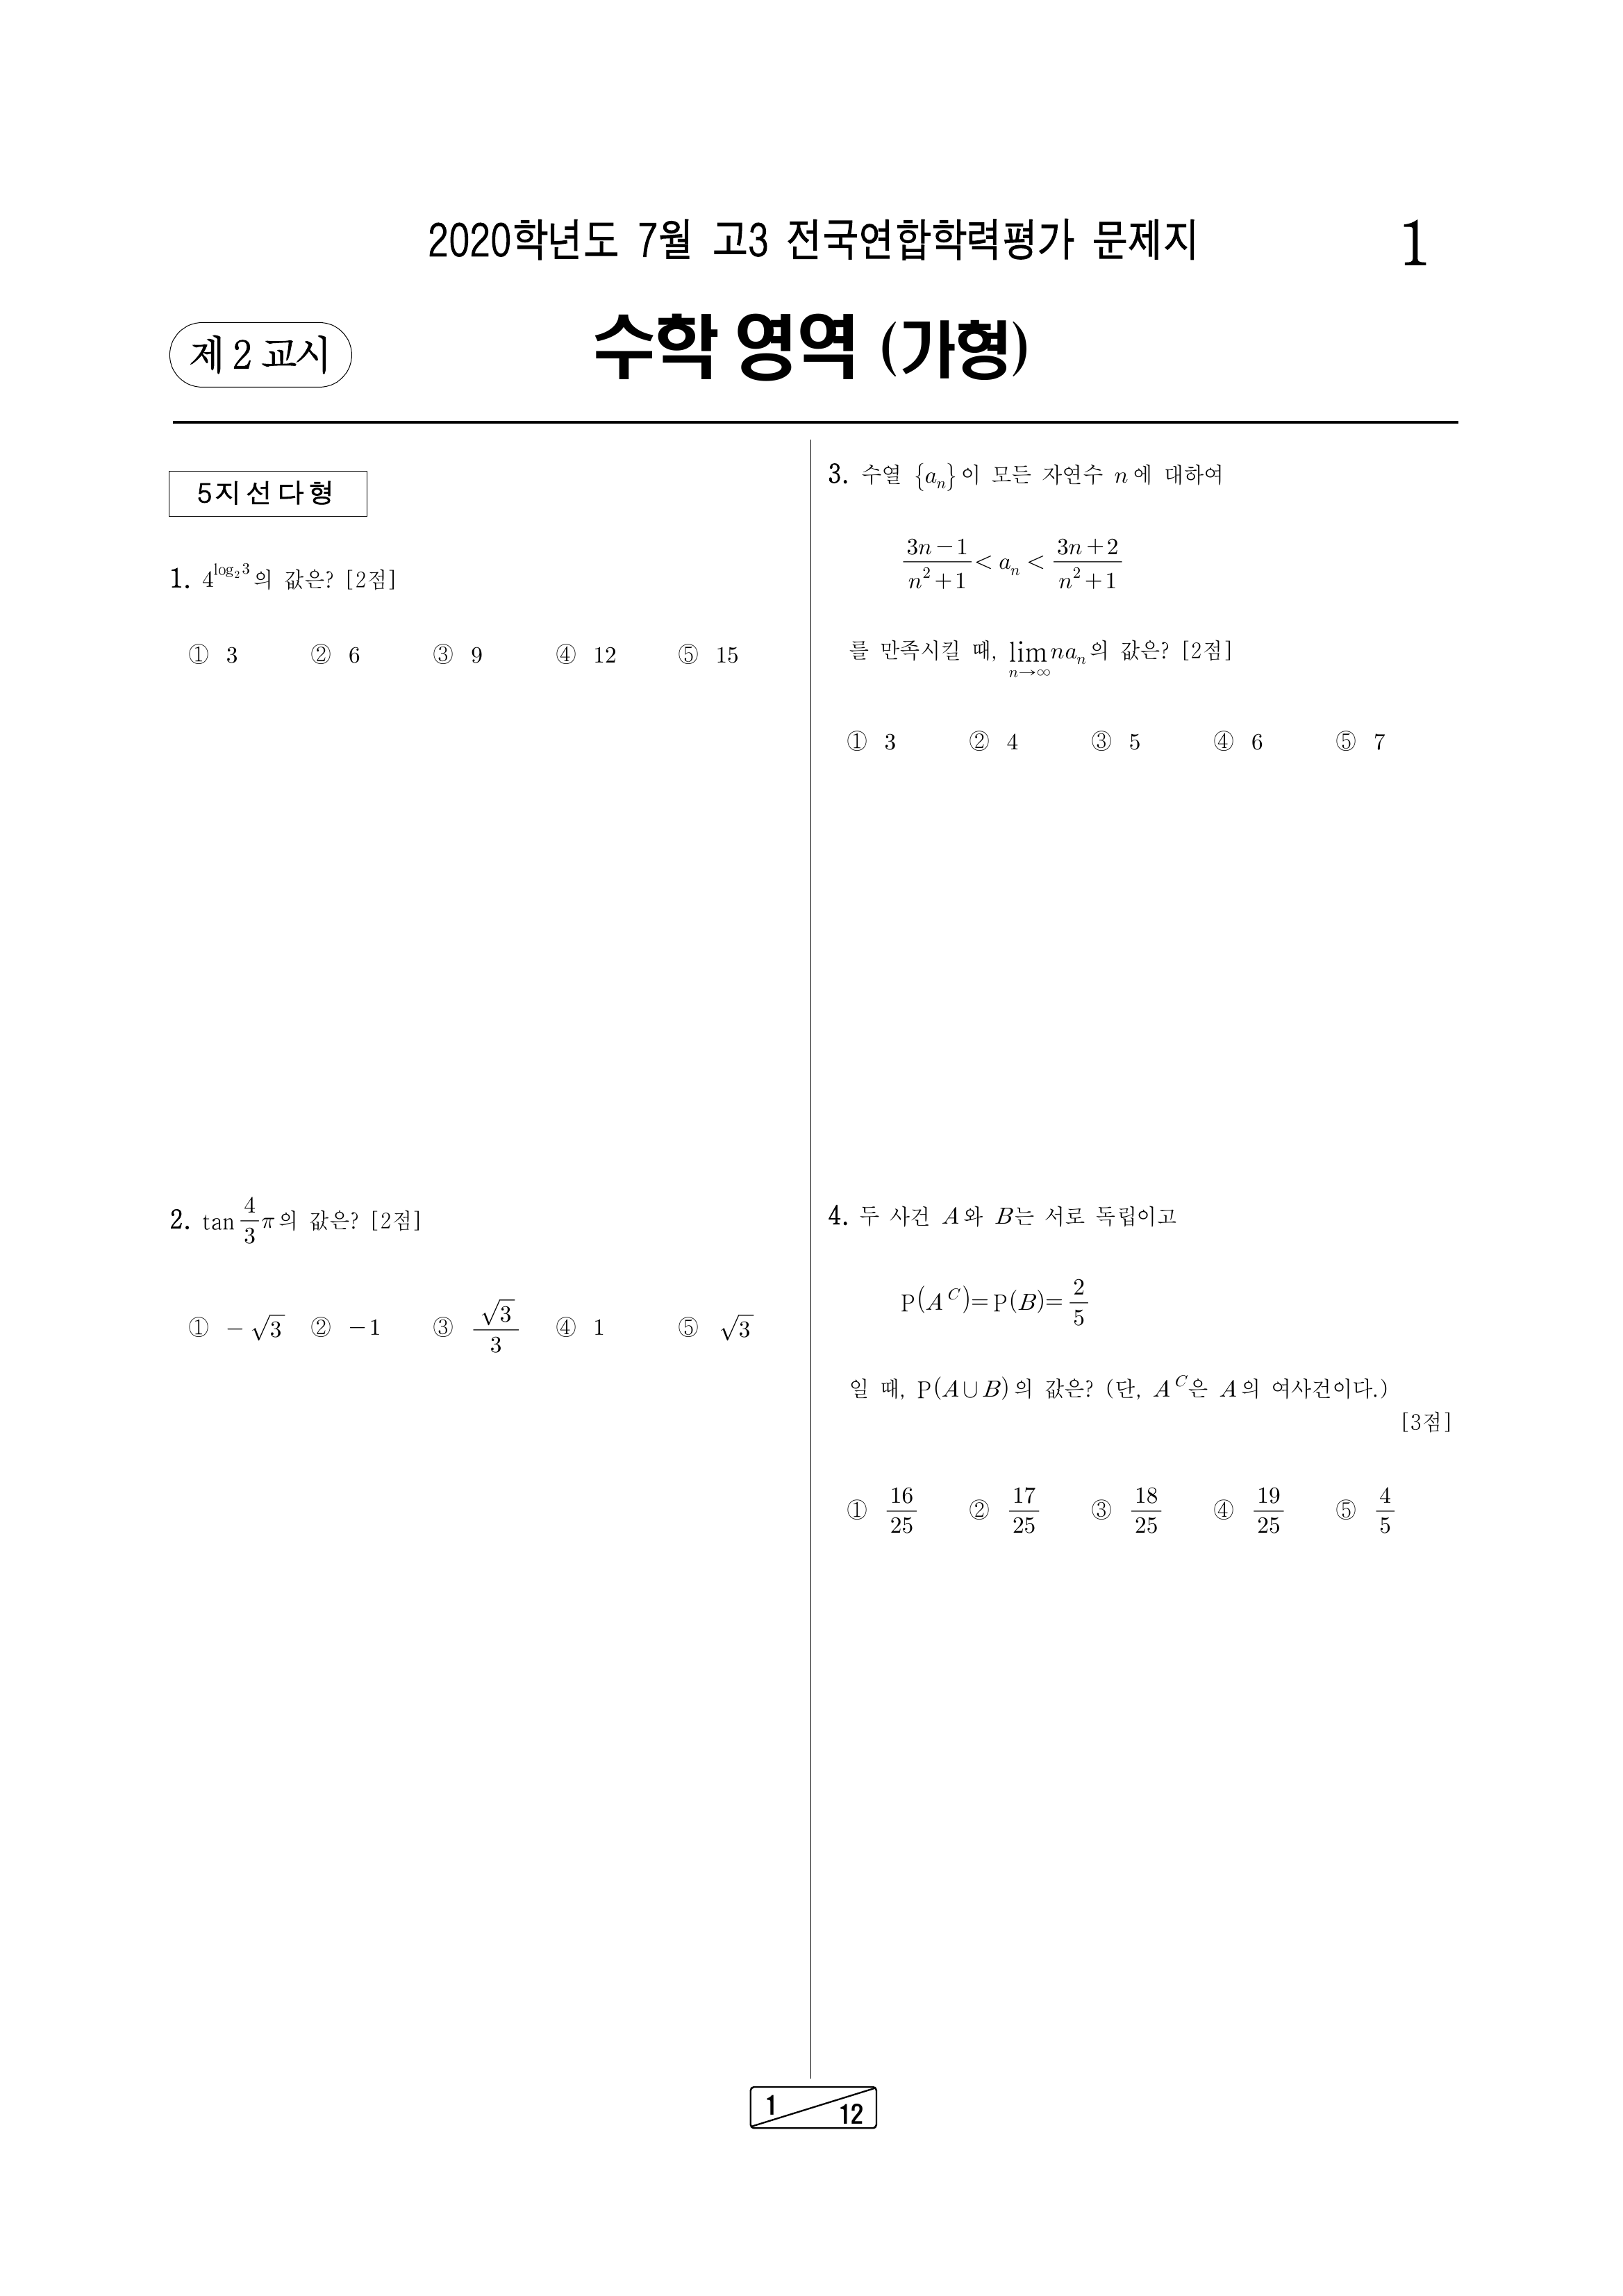 2020학년도 7월 고3 전국연합학력평가 문제지
1
제 2 교시
수학 영역 (가형)
5지선다형
1. $4^{\log_2 3}$의 값은? [2점]
① 3 ② 6 ③ 9 ④ 12 ⑤ 15
2. $\tan\frac{4}{3}\pi$의 값은? [2점]
① $-\sqrt{3}$ ② $-1$ ③ $\frac{\sqrt{3}}{3}$ ④ 1 ⑤ $\sqrt{3}$
3. 수열 $\{a_n\}$이 모든 자연수 $n$에 대하여
$\frac{3n-1}{n^2+1} < a_n < \frac{3n+2}{n^2+1}$
를 만족시킬 때, $\lim_{n\to\infty} na_n$의 값은? [2점]
① 3 ② 4 ③ 5 ④ 6 ⑤ 7
4. 두 사건 $A$와 $B$는 서로 독립이고
$\mathrm{P}(A^C)=\mathrm{P}(B)=\frac{2}{5}$
일 때, $\mathrm{P}(A\cup B)$의 값은? (단, $A^C$은 $A$의 여사건이다.)
[3점]
① $\frac{16}{25}$ ② $\frac{17}{25}$ ③ $\frac{18}{25}$ ④ $\frac{19}{25}$ ⑤ $\frac{4}{5}$
1
12